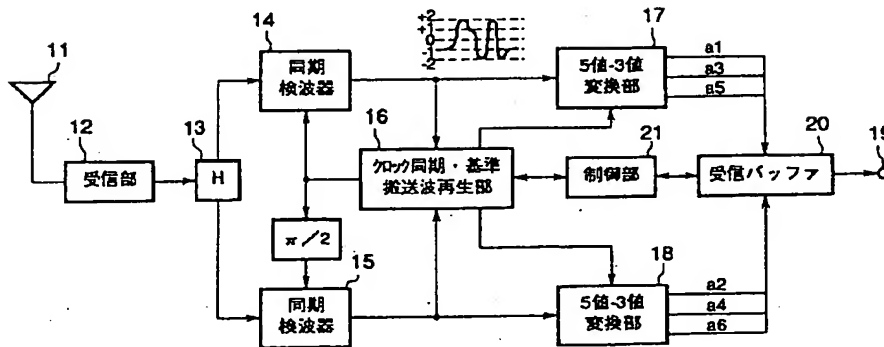 11
12
受信部
13
H
14
同期
検波器
π/2
15
同期
検波器
+2
+1
0
-1
-2
16
クロック同期・基準
搬送波再生部
17
5値-3値
変換部
a1
a3
a5
21
制御部
20
受信バッファ
19
18
5値-3値
変換部
a2
a4
a6